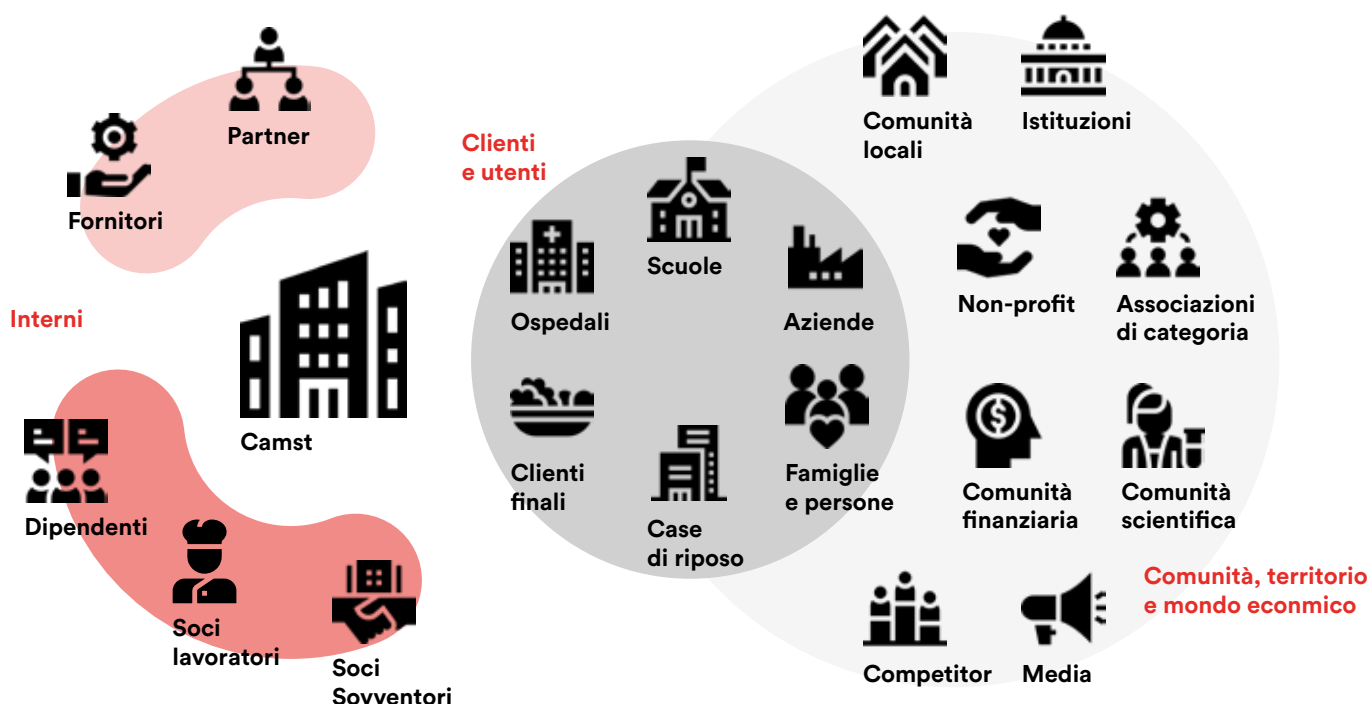 Partner
Fornitori
Interni
Camst
Dipendenti
Soci
lavoratori
Soci
Sovventori
Clienti
e utenti
Scuole
Ospedali
Aziende
Clienti
finali
Famiglie
e persone
Case
di riposo
Comunità
locali
Istituzioni
Non-profit
Associazioni
di categoria
Comunità
finanziaria
Comunità
scientifica
Comunità, territorio
e mondo econmico
Competitor
Media